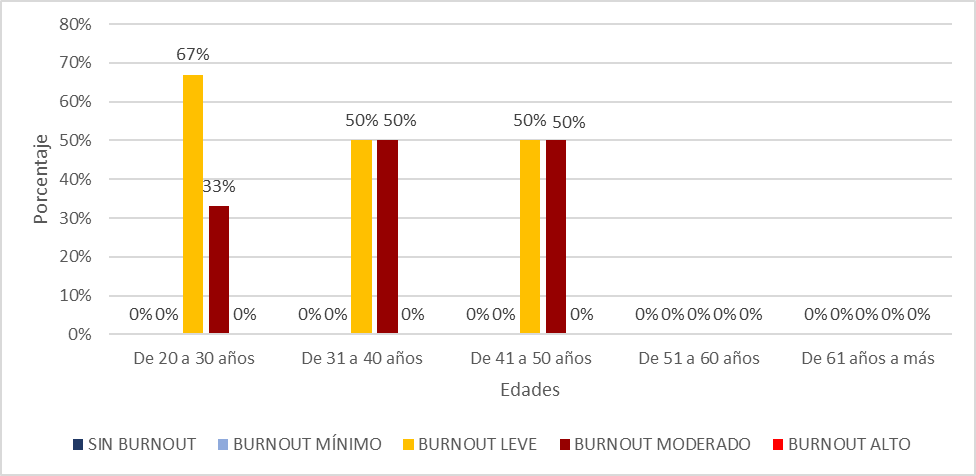 80%
70%
60%
50%
40%
30%
20%
10%
0%
Porcentaje
67%
33%
50% 50%
50% 50%
0% 0% 0%
0% 0% 0%
0% 0% 0%
0% 0% 0% 0% 0%
0% 0% 0% 0% 0%
De 20 a 30 años
De 31 a 40 años
De 41 a 50 años
De 51 a 60 años
De 61 años a más
Edades
SIN BURNOUT
BURNOUT MÍNIMO
BURNOUT LEVE
BURNOUT MODERADO
BURNOUT ALTO